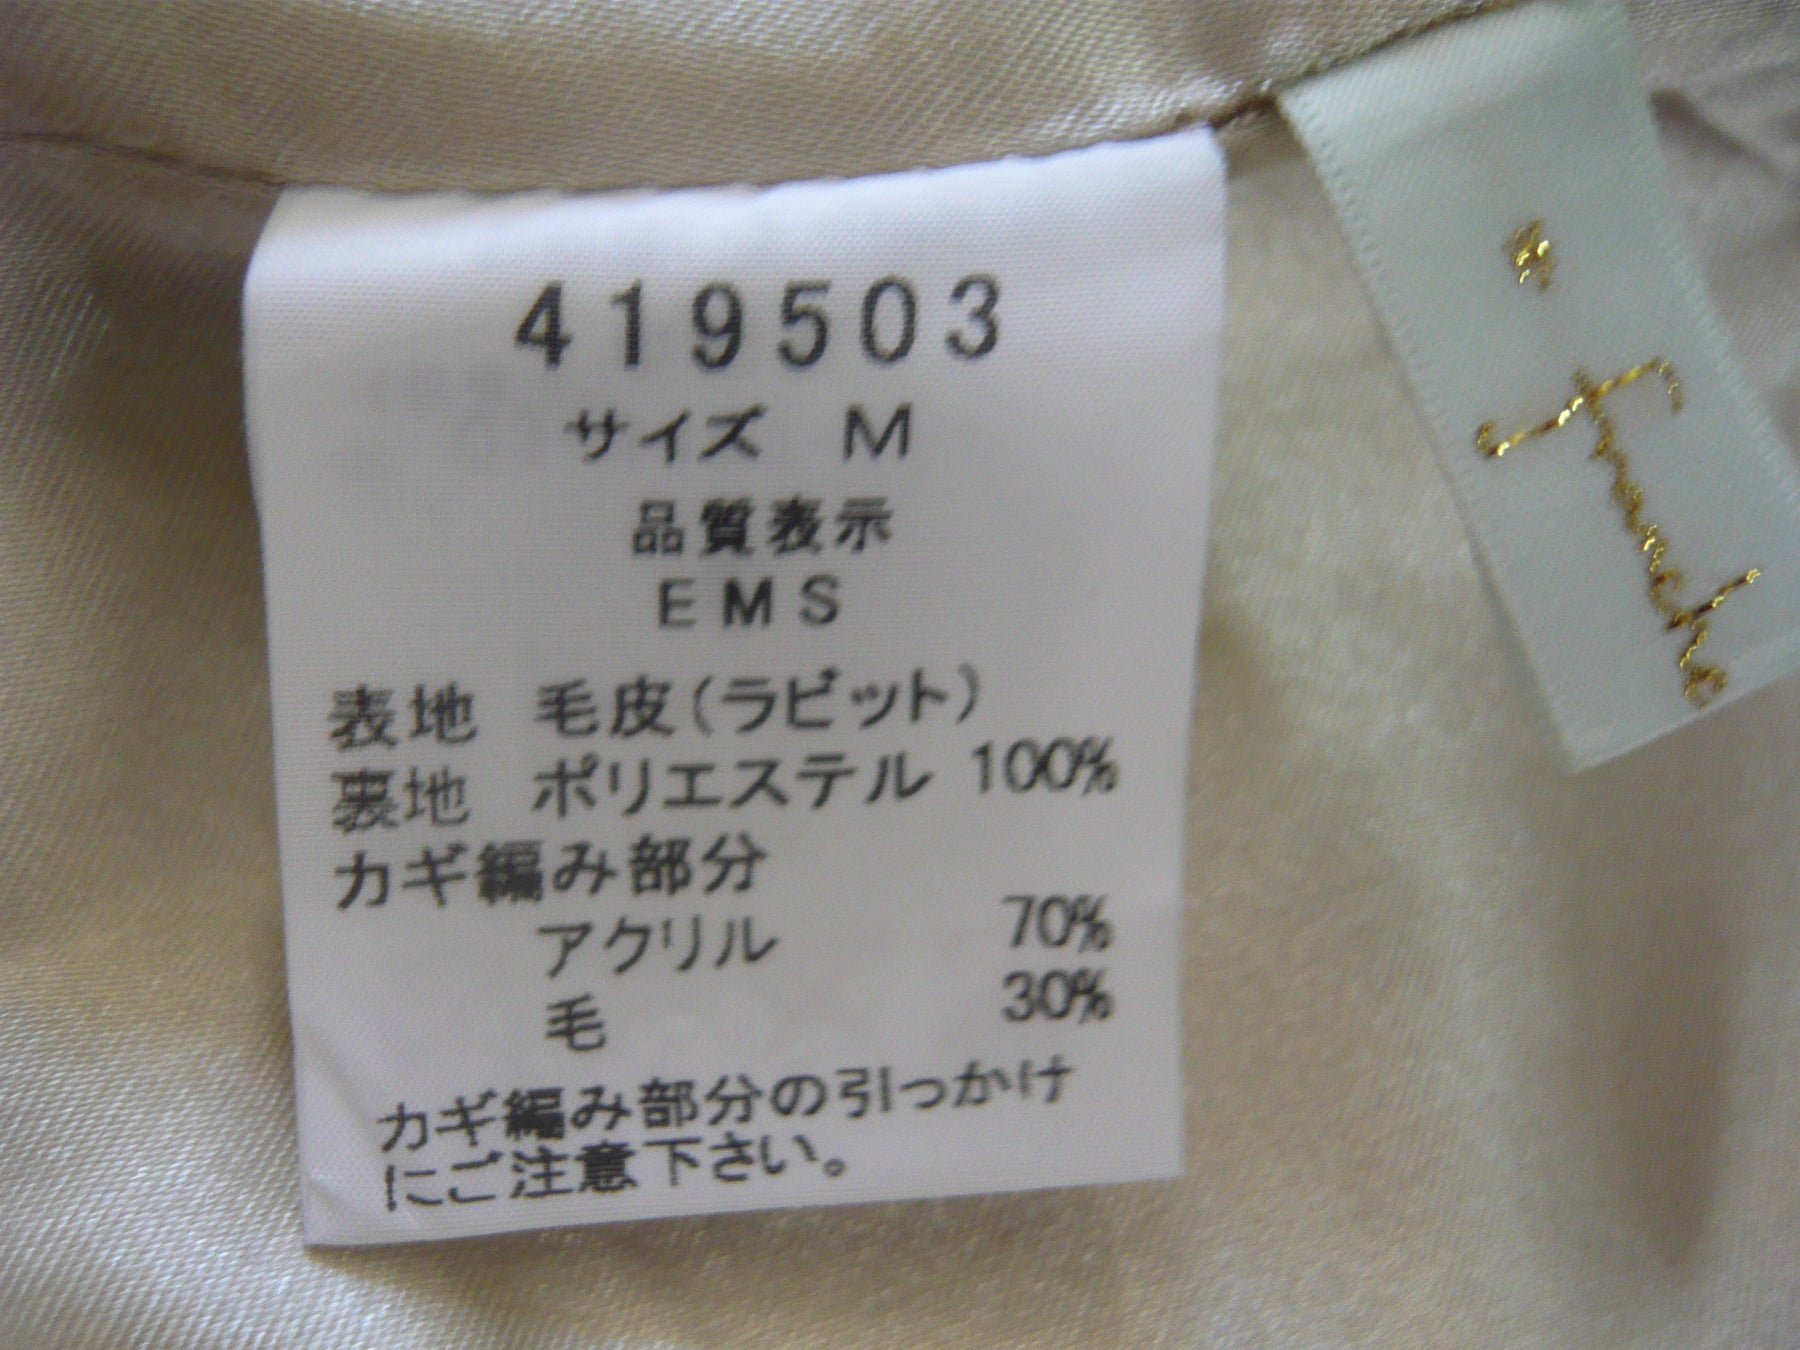 419503
サイズ M
品質表示
EMS
表地 毛皮(ラビット)
裏地 ポリエステル 100%
カギ編み部分
アクリル 70%
毛 30%
カギ編み部分の引っかけ
にご注意下さい。
franche